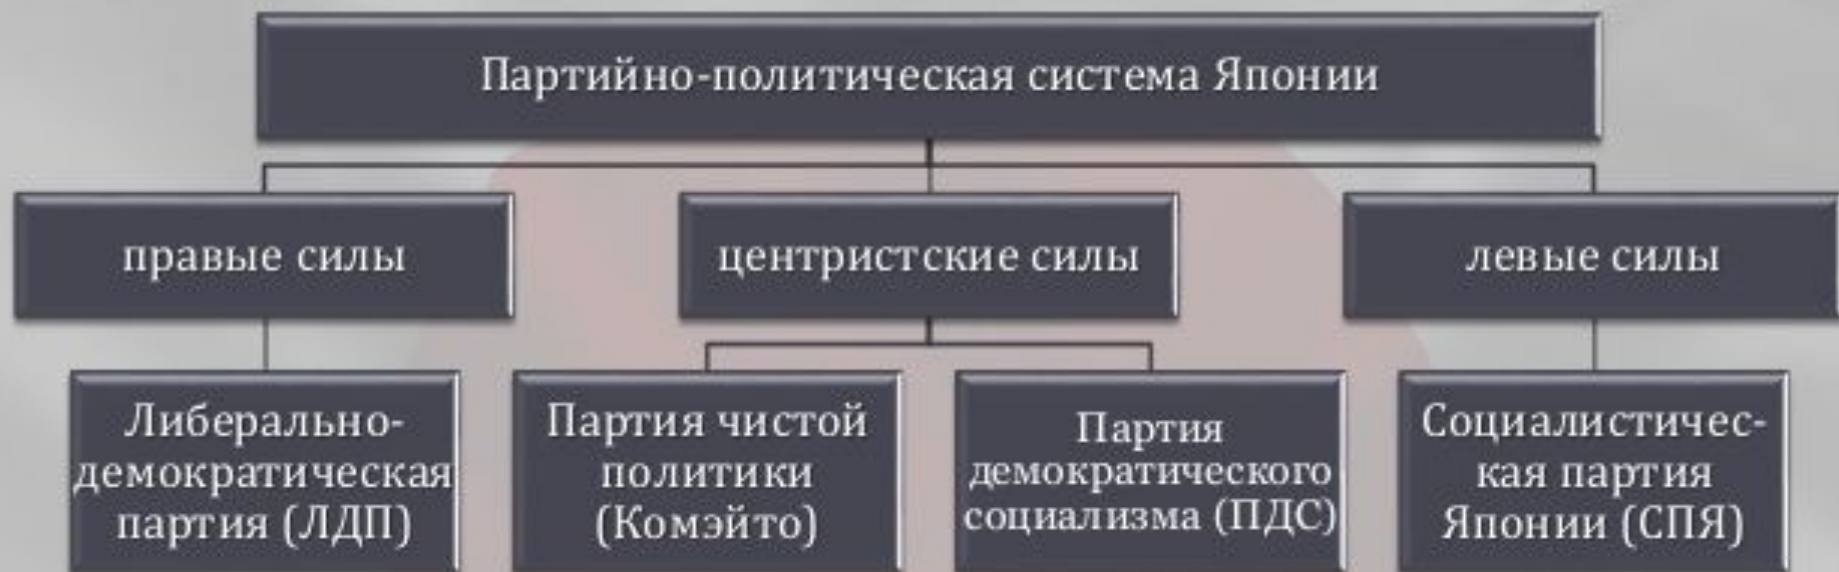 Партийно-политическая система Японии
правые силы
центристские силы
левые силы
Либерально-
демократическая
партия (ЛДП)
Партия чистой
политики
(Комэйто)
Партия
демократического
социализма (ПДС)
Социалистичес-
кая партия
Японии (СПЯ)